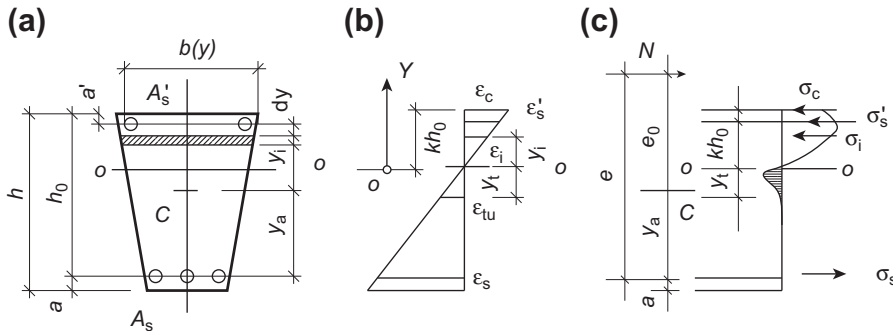 (a)
(b)
(c)
b(y)
a'
A's
dy
yi
o
o
h
h0
C
ya
a
As
Y
kh0
o
εc
ε's
εi
yi
yt
εtu
εs
o
N
e
e0
kh0
o
yt
C
ya
a
σc
σ's
σi
o
σs